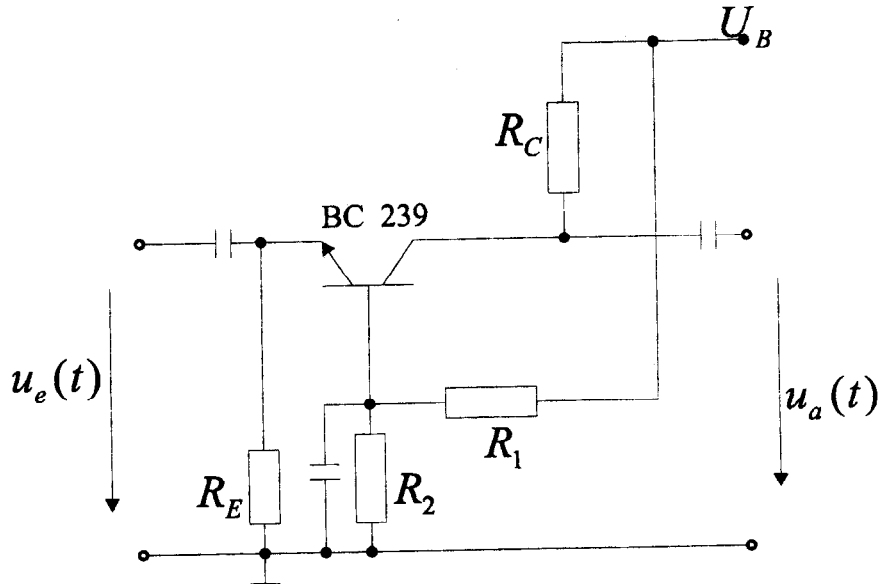 U_B
R_C
BC 239
u_e(t)
u_a(t)
R_1
R_E
R_2